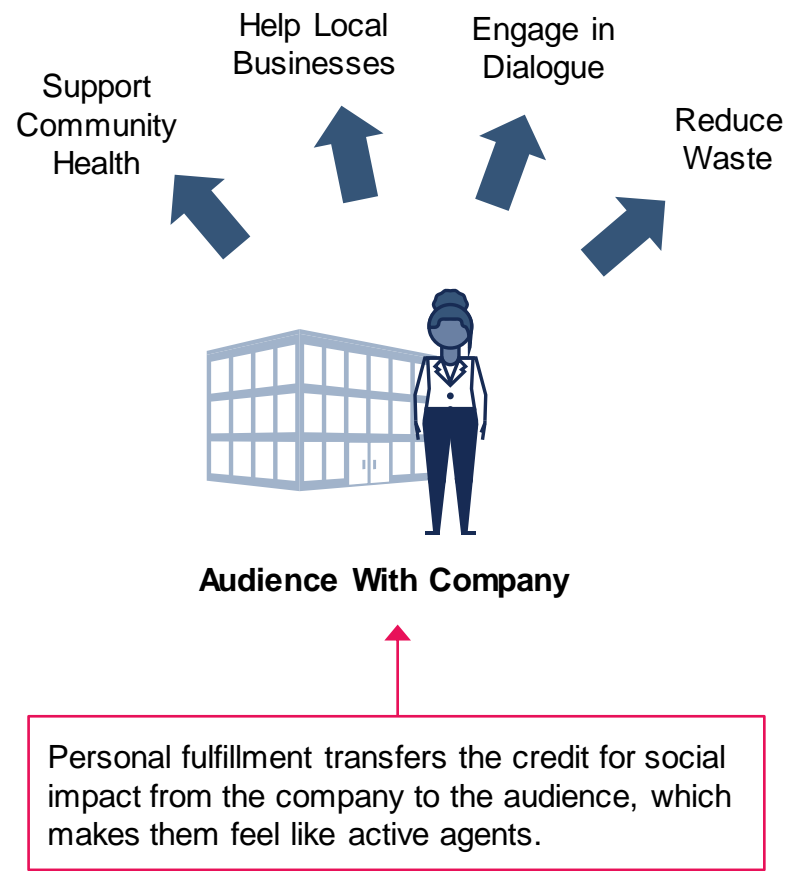 Support
Community
Health
Help Local
Businesses
Engage in
Dialogue
Reduce
Waste
Audience With Company
Personal fulfillment transfers the credit for social
impact from the company to the audience, which
makes them feel like active agents.